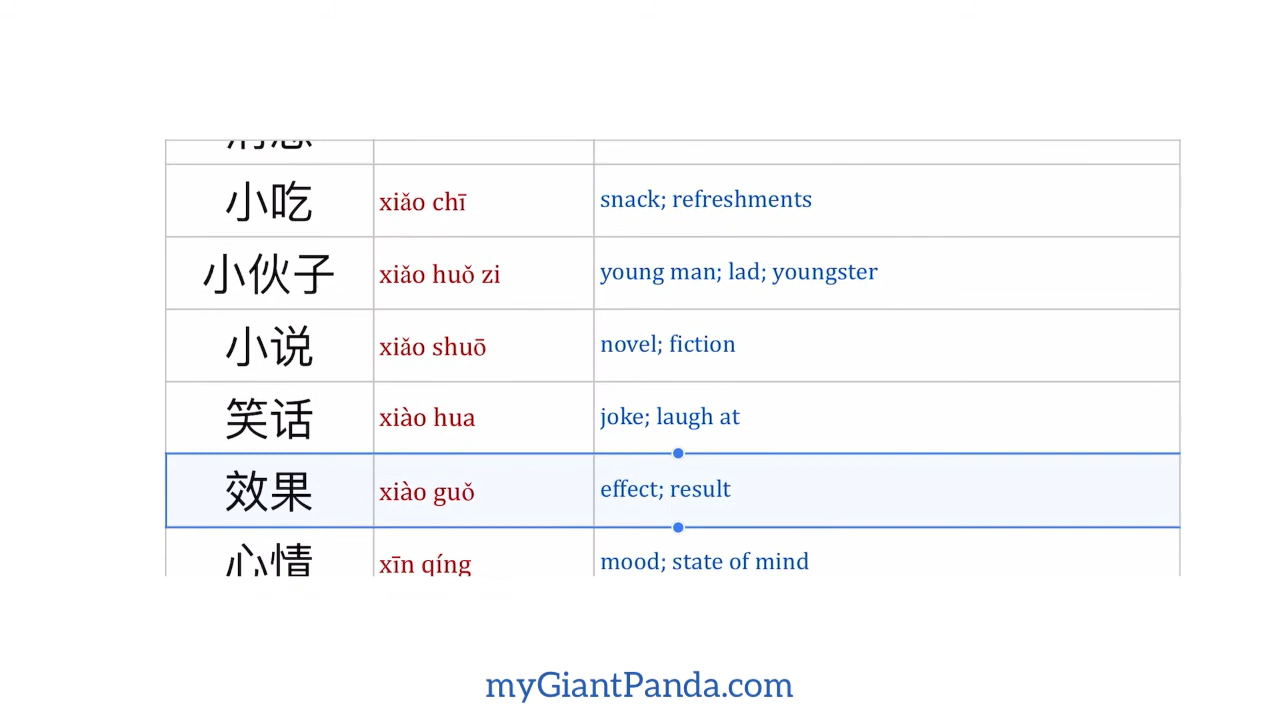 小吃 xiǎo chī snack; refreshments
小伙子 xiǎo huǒ zi young man; lad; youngster
小说 xiǎo shuō novel; fiction
笑话 xiào hua joke; laugh at
效果 xiào guǒ effect; result
心情 xīn qíng mood; state of mind
myGiantPanda.com